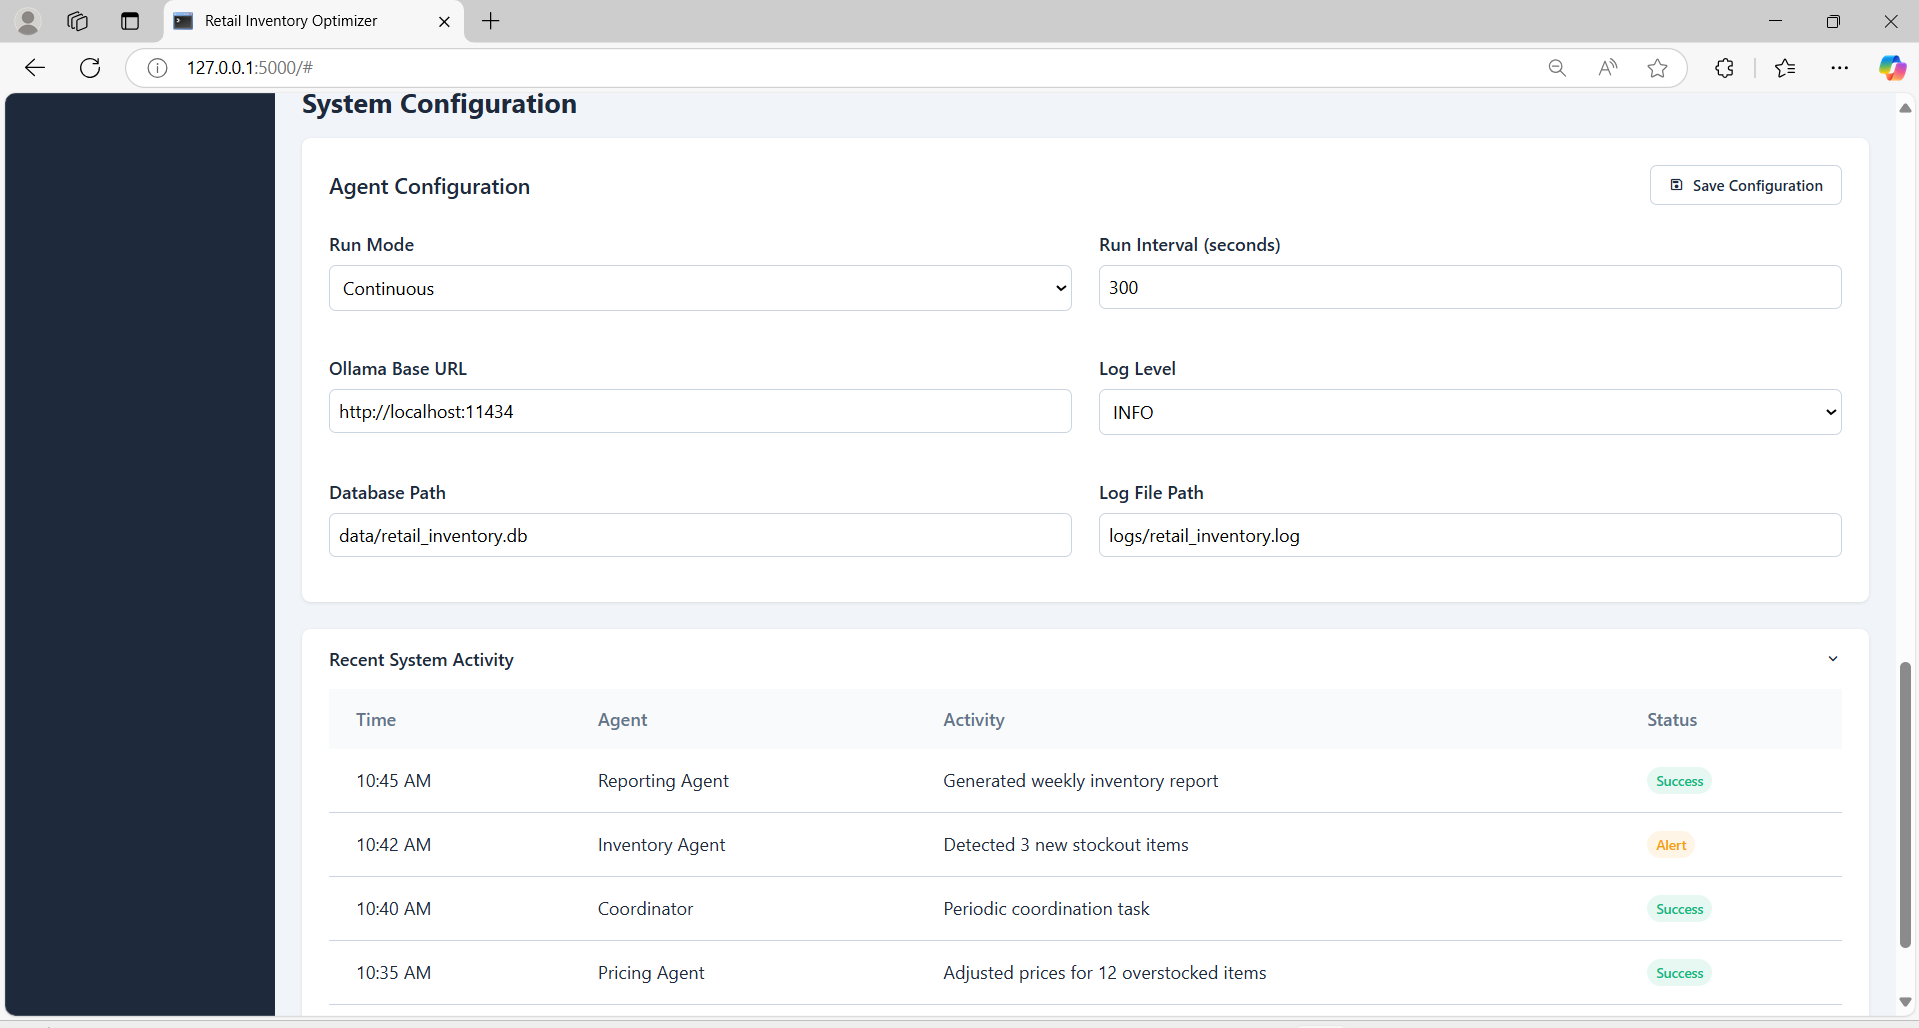 Retail Inventory Optimizer
127.0.0.1:5000/#
System Configuration
Agent Configuration
Save Configuration
Run Mode
Run Interval (seconds)
Continuous
300
Ollama Base URL
Log Level
http://localhost:11434
INFO
Database Path
Log File Path
data/retail_inventory.db
logs/retail_inventory.log
Recent System Activity
Time Agent Activity Status
10:45 AM Reporting Agent Generated weekly inventory report Success
10:42 AM Inventory Agent Detected 3 new stockout items Alert
10:40 AM Coordinator Periodic coordination task Success
10:35 AM Pricing Agent Adjusted prices for 12 overstocked items Success